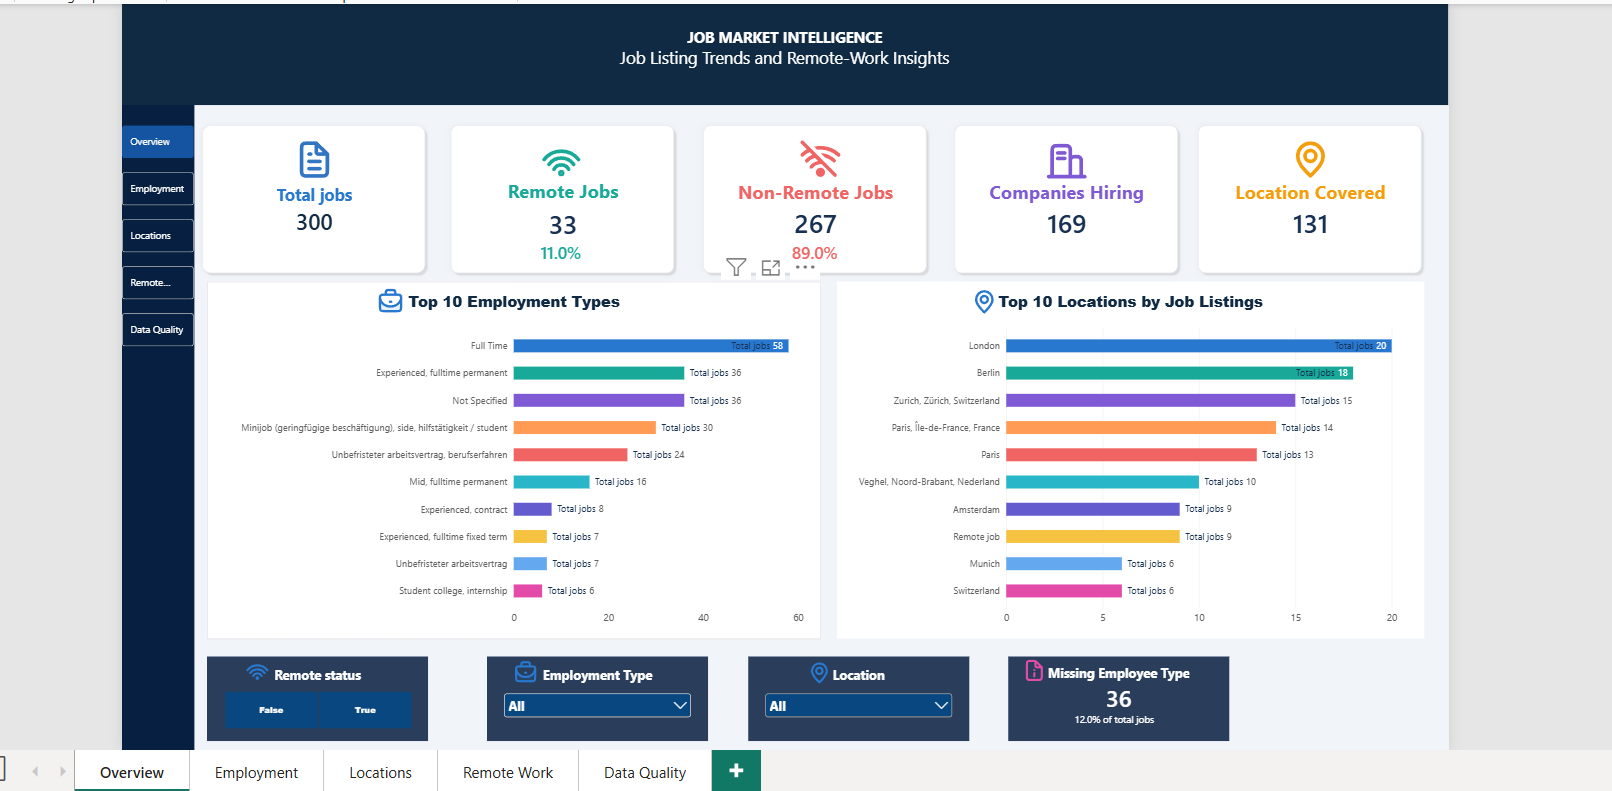 JOB MARKET INTELLIGENCE
Job Listing Trends and Remote-Work Insights
Overview
Employment
Locations
Remote...
Data Quality
Total jobs
300
Remote Jobs
33
11.0%
Non-Remote Jobs
267
89.0%
Companies Hiring
169
Location Covered
131
Top 10 Employment Types
Full Time Total jobs 58
Experienced, fulltime permanent Total jobs 36
Not Specified Total jobs 36
Minijob (geringfügige beschäftigung), side, hilfstätigkeit / student Total jobs 30
Unbefristeter arbeitsvertrag, berufserfahren Total jobs 24
Mid, fulltime permanent Total jobs 16
Experienced, contract Total jobs 8
Experienced, fulltime fixed term Total jobs 7
Unbefristeter arbeitsvertrag Total jobs 7
Student college, internship Total jobs 6
0 20 40 60
Top 10 Locations by Job Listings
London Total jobs 20
Berlin Total jobs 18
Zurich, Zürich, Switzerland Total jobs 15
Paris, Île-de-France, France Total jobs 14
Paris Total jobs 13
Veghel, Noord-Brabant, Nederland Total jobs 10
Amsterdam Total jobs 9
Remote job Total jobs 9
Munich Total jobs 6
Switzerland Total jobs 6
0 5 10 15 20
Remote status
False True
Employment Type
All
Location
All
Missing Employee Type
36
12.0% of total jobs
Overview Employment Locations Remote Work Data Quality